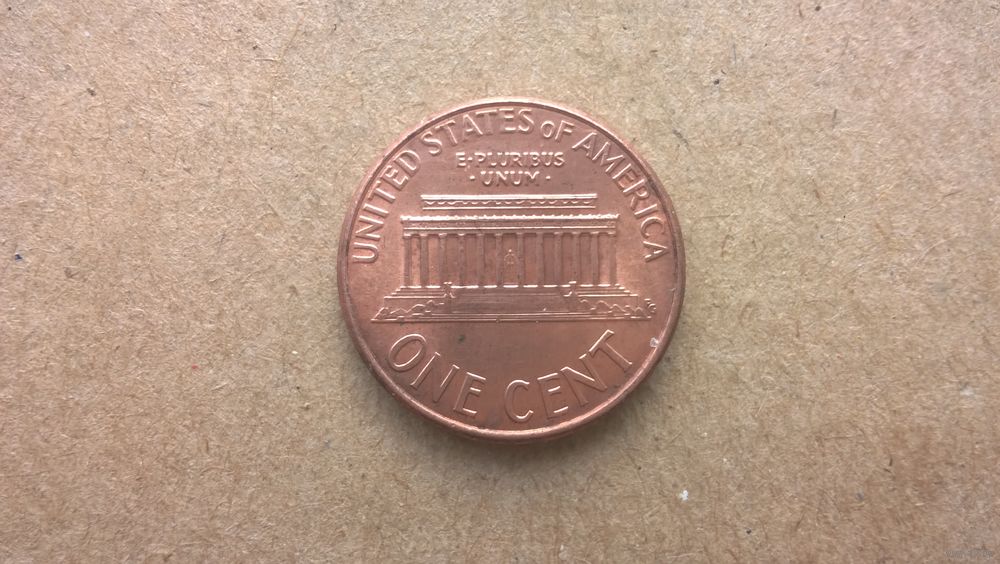 UNITED STATES OF AMERICA
E·PLURIBUS
·UNUM·
ONE CENT